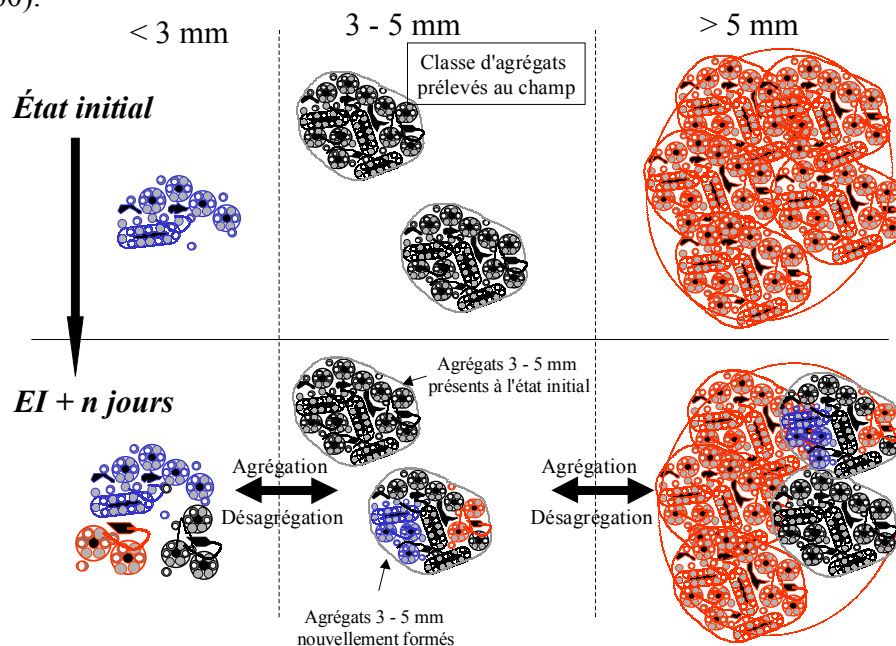 < 3 mm
3 - 5 mm
> 5 mm
Classe d'agrégats
prélevés au champ
État initial
EI + n jours
Agrégats 3 - 5 mm
présents à l'état initial
Agrégation
Désagrégation
Agrégation
Désagrégation
Agrégats 3 - 5 mm
nouvellement formés